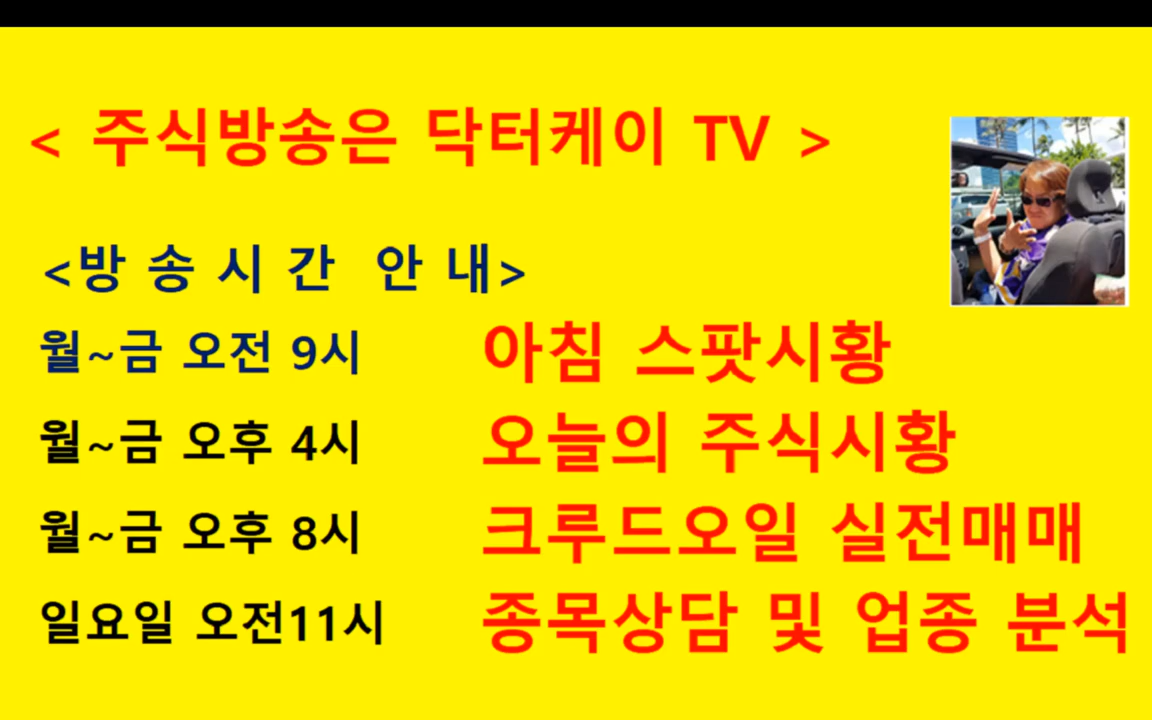 < 주식방송은 닥터케이 TV >
<방 송 시 간 안 내>
월~금 오전 9시 아침 스팟시황
월~금 오후 4시 오늘의 주식시황
월~금 오후 8시 크루드오일 실전매매
일요일 오전11시 종목상담 및 업종 분석